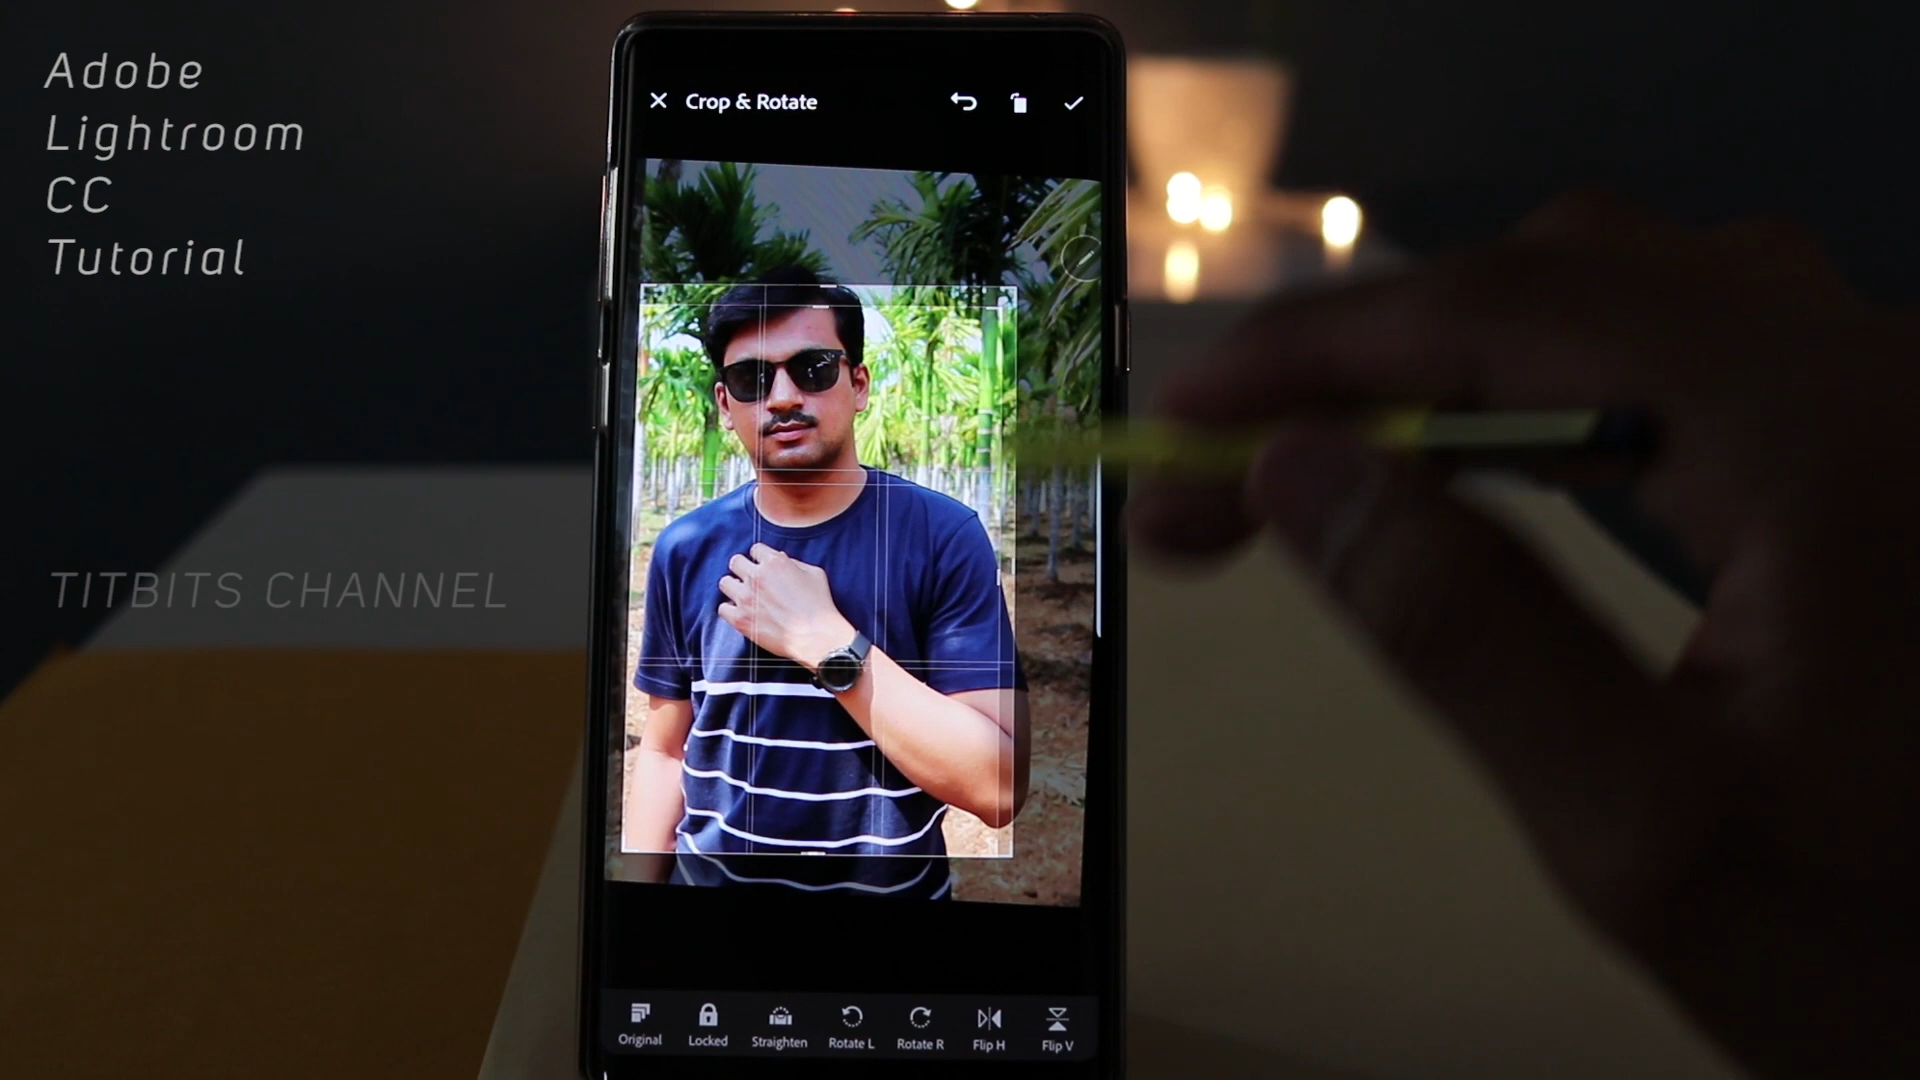 Adobe
Lightroom
CC
Tutorial
TITBITS CHANNEL
Crop & Rotate
Original Locked Straighten Rotate L Rotate R Flip H Flip V